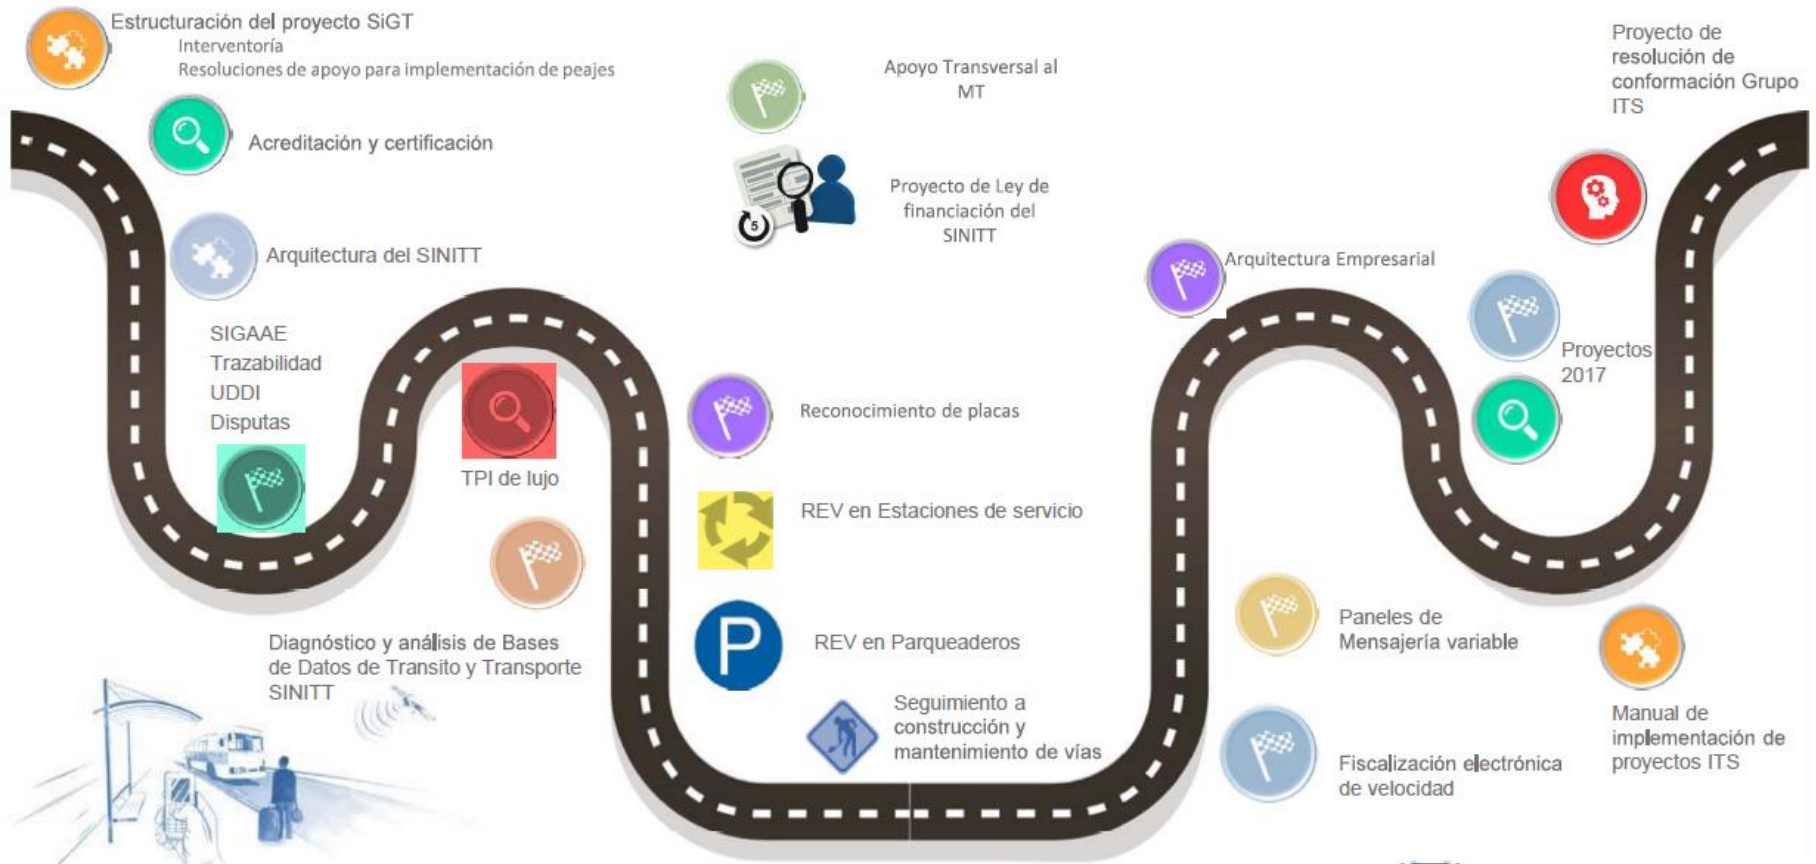 Estructuración del proyecto SiGT
Interventoría
Resoluciones de apoyo para implementación de peajes
Acreditación y certificación
Arquitectura del SINITT
SIGAAE
Trazabilidad
UDDI
Disputas
TPI de lujo
Diagnóstico y análisis de Bases
de Datos de Transito y Transporte
SINITT
Apoyo Transversal al
MT
Proyecto de Ley de
financiación del
SINITT
5
Reconocimiento de placas
REV en Estaciones de servicio
P
REV en Parqueaderos
Seguimiento a
construcción y
mantenimiento de vías
Arquitectura Empresarial
Paneles de
Mensajería variable
Fiscalización electrónica
de velocidad
Proyectos
2017
Proyecto de
resolución de
conformación Grupo
ITS
Manual de
implementación de
proyectos ITS